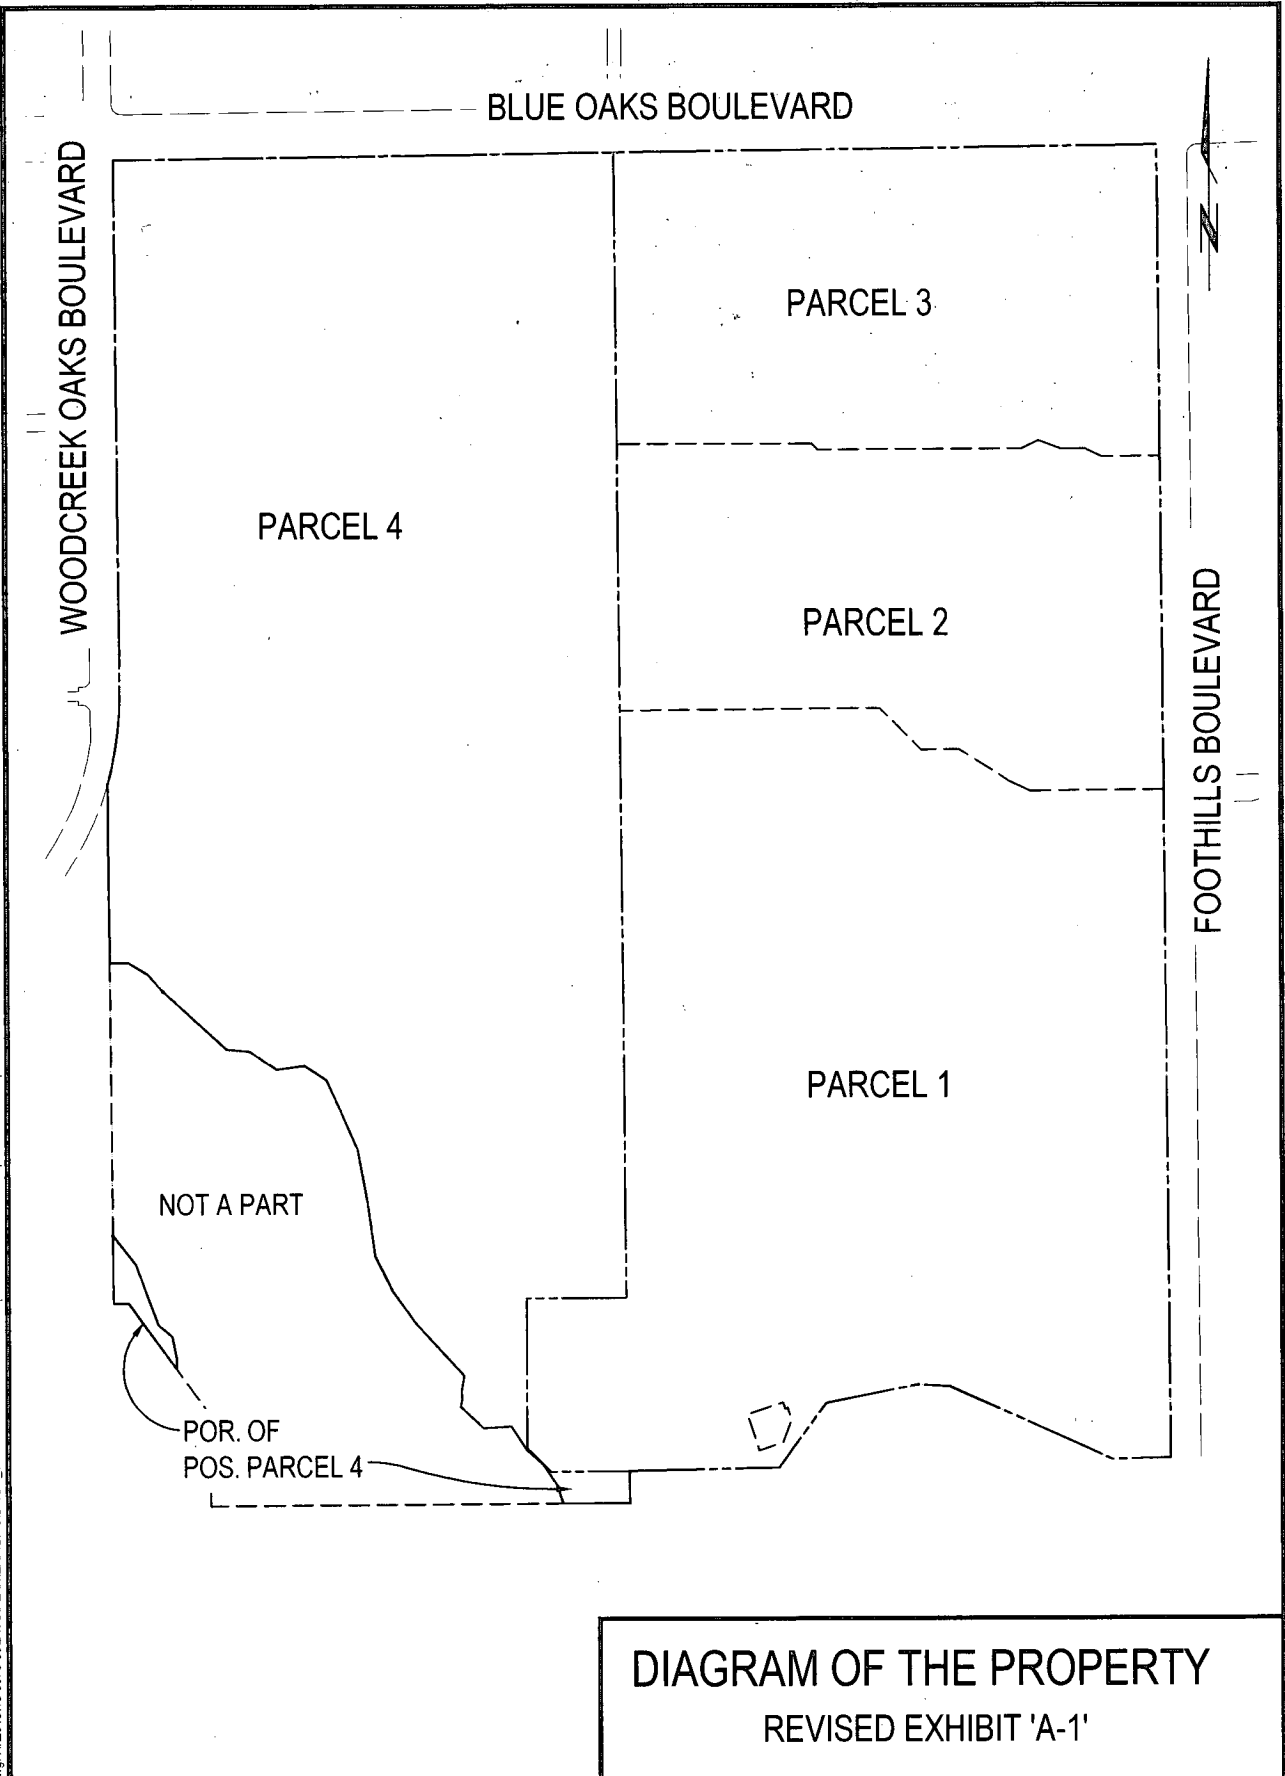 BLUE OAKS BOULEVARD
WOODCREEK OAKS BOULEVARD
N
PARCEL 3
PARCEL 4
PARCEL 2
FOOTHILLS BOULEVARD
PARCEL 1
NOT A PART
POR. OF
POS. PARCEL 4
DIAGRAM OF THE PROPERTY
REVISED EXHIBIT 'A-1'